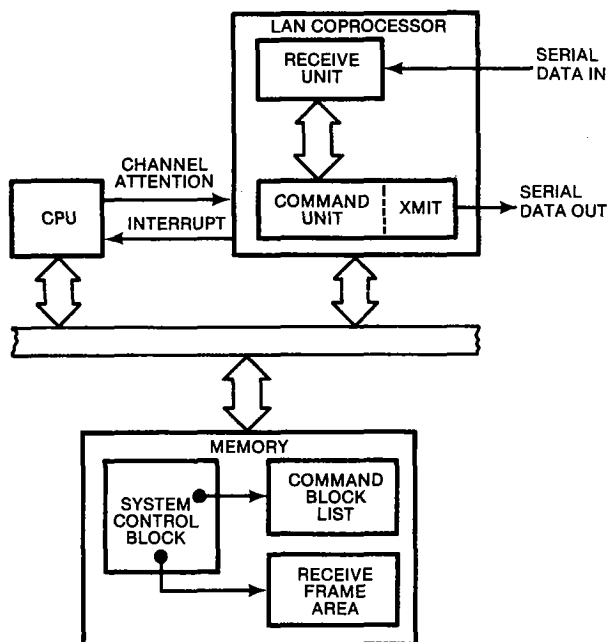 LAN COPROCESSOR
RECEIVE
UNIT
SERIAL
DATA IN
CHANNEL
ATTENTION
CPU
INTERRUPT
COMMAND
UNIT
XMIT
SERIAL
DATA OUT
MEMORY
SYSTEM
CONTROL
BLOCK
COMMAND
BLOCK
LIST
RECEIVE
FRAME
AREA